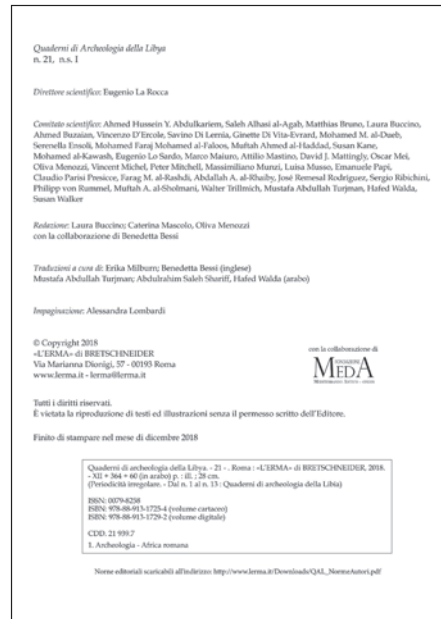 Quaderni di Archeologia della Libya
n. 21, n.s. I
Direttore scientifico: Eugenio La Rocca
Comitato scientifico: Ahmed Hussein Y. Abdulkariem, Saleh Alhasi al-Agab, Matthias Bruno, Laura Buccino,
Ahmed Buzaian, Vincenzo D'Ercole, Savino Di Lernia, Ginette Di Vita-Evrard, Mohamed M. al-Dueb,
Serenella Ensoli, Mohamed Faraj Mohamed al-Faloos, Muftah Ahmed al-Haddad, Susan Kane,
Mohamed al-Kawash, Eugenio Lo Sardo, Marco Maiuro, Attilio Mastino, David J. Mattingly, Oscar Mei,
Oliva Menozzi, Vincent Michel, Peter Mitchell, Massimiliano Munzi, Luisa Musso, Emanuele Papi,
Claudio Parisi Presicce, Farag M. al-Rashdi, Abdallah A. al-Rhaiby, José Remesal Rodriguez, Sergio Ribichini,
Philipp von Rummel, Muftah A. al-Sholmani, Walter Trillmich, Mustafa Abdullah Turjman, Hafed Walda,
Susan Walker
Redazione: Laura Buccino; Caterina Mascolo, Oliva Menozzi
con la collaborazione di Benedetta Bessi
Traduzioni a cura di: Erika Milburn; Benedetta Bessi (inglese)
Mustafa Abdullah Turjman; Abdulrahim Saleh Shariff, Hafed Walda (arabo)
Impaginazione: Alessandra Lombardi
© Copyright 2018
«L'ERMA» di BRETSCHNEIDER
Via Marianna Dionigi, 57 - 00193 Roma
www.lerma.it - lerma@lerma.it
con la collaborazione di
FONDAZIONE
MEDA
Tutti i diritti riservati.
È vietata la riproduzione di testi ed illustrazioni senza il permesso scritto dell'Editore.
Finito di stampare nel mese di dicembre 2018
Quaderni di archeologia della Libya. - 21 - . Roma : «L'ERMA» di BRETSCHNEIDER, 2018.
- XII + 364 + 60 (in arabo) p. : ill. ; 28 cm.
(Periodicità irregolare. - Dal n. 1 al n. 13 : Quaderni di archeologia della Libia)
ISSN: 0079-8258
ISBN: 978-88-913-1725-4 (volume cartaceo)
ISBN: 978-88-913-1729-2 (volume digitale)
CDD. 21 939.7
1. Archeologia - Africa romana
Norme editoriali scaricabili all'indirizzo: http://www.lerma.it/Downloads/QAL_NormeAutori.pdf